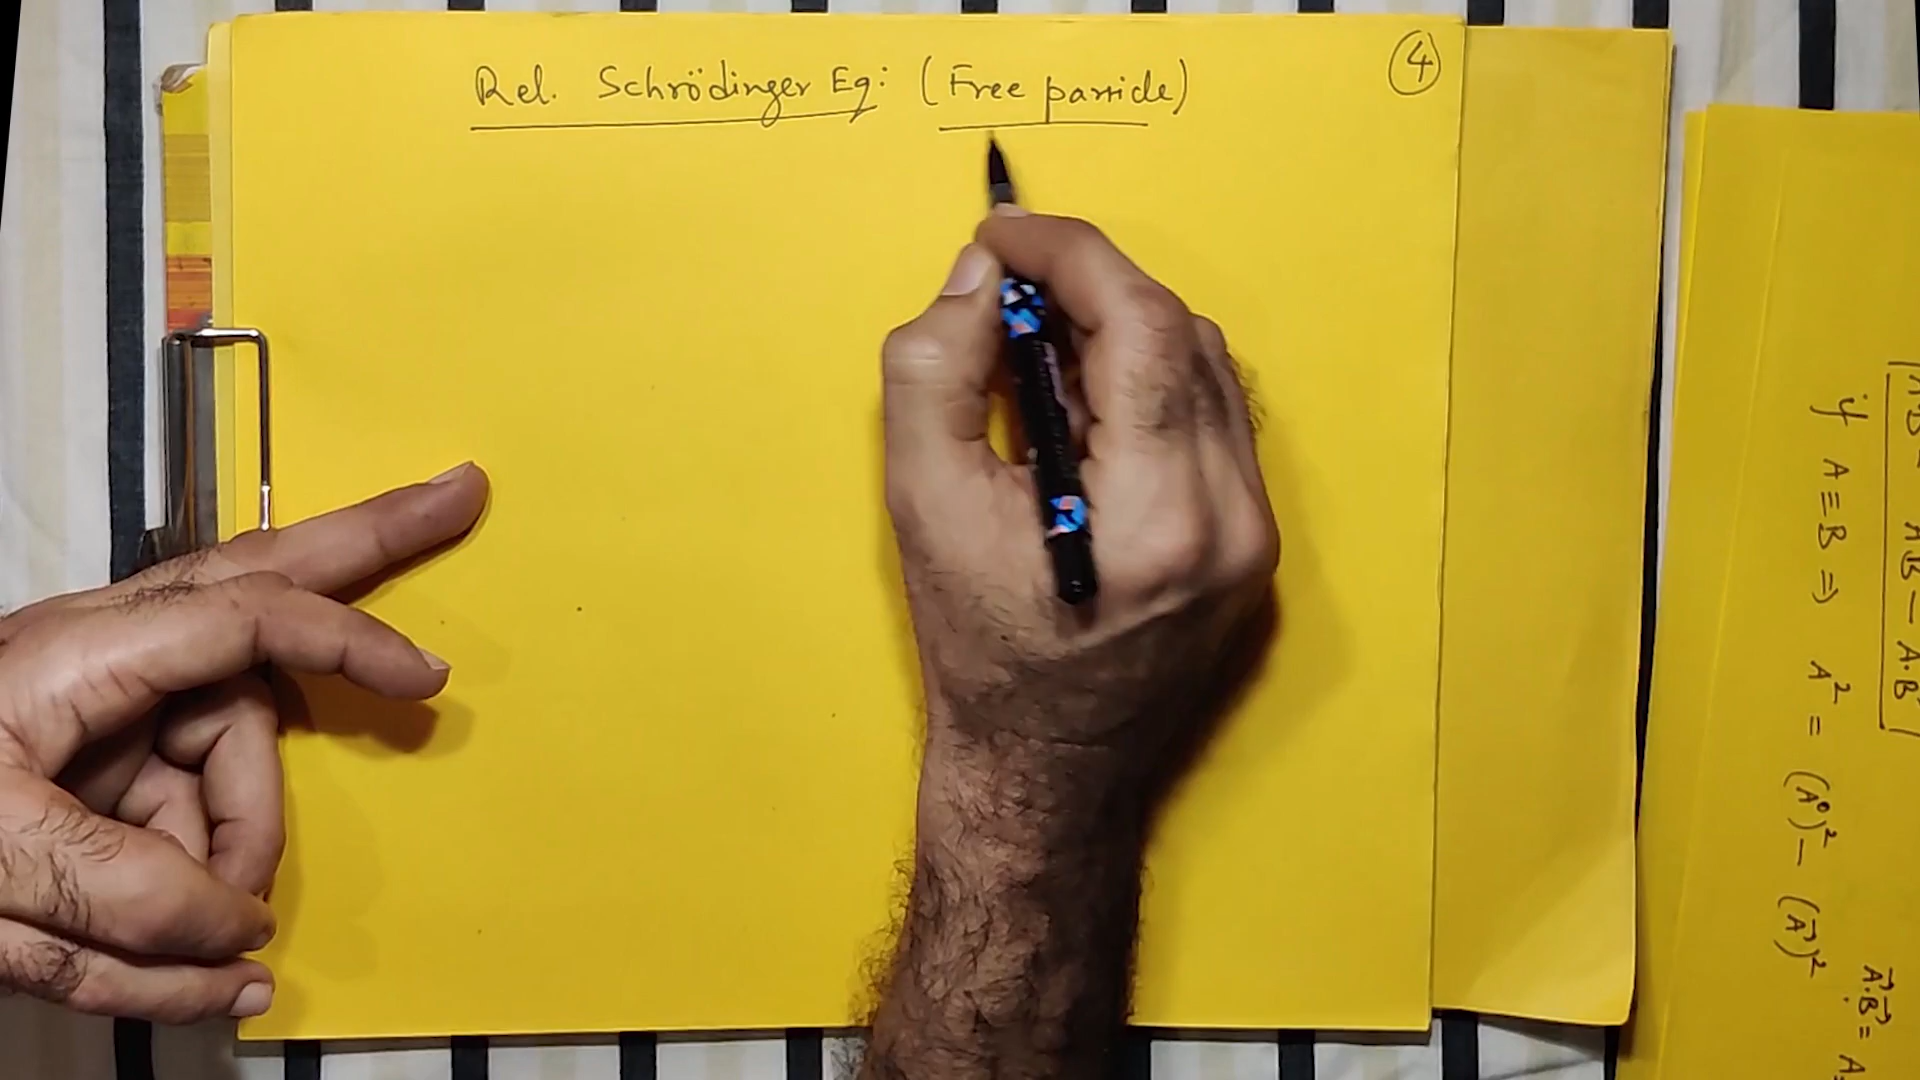 Rel. Schrödinger Eq: (Free particle)
4
if A ≡ B ⇒ A² = (A⁰)² - (A⃗)²
A⃗.B⃗ =